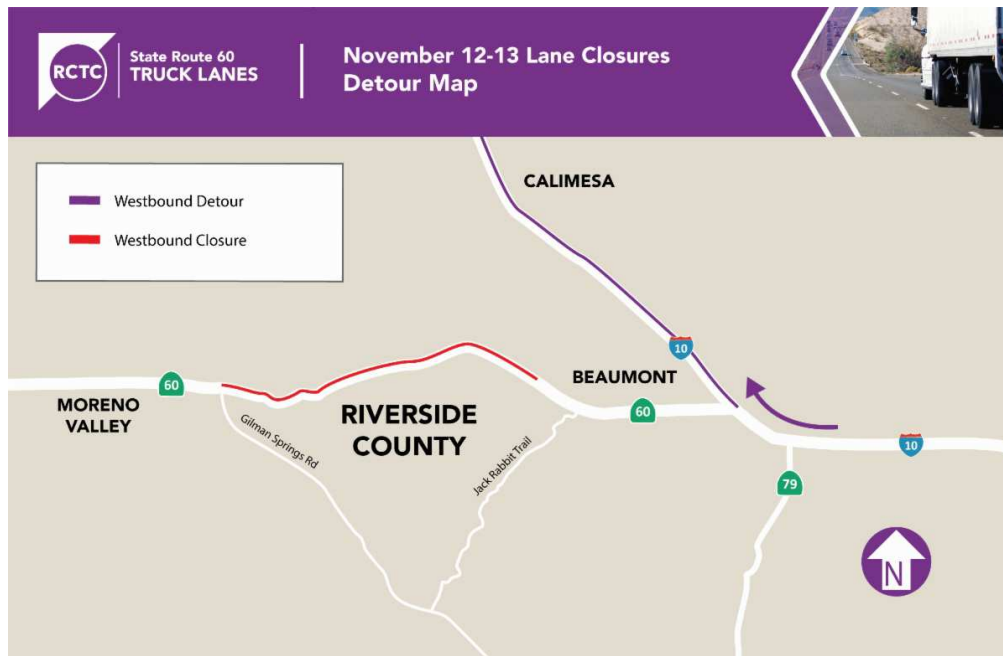 RCTC
State Route 60
TRUCK LANES
November 12-13 Lane Closures
Detour Map
Westbound Detour
Westbound Closure
CALIMESA
10
60
MORENO
VALLEY
Gilman Springs Rd
RIVERSIDE
COUNTY
Jack Rabbit Trail
BEAUMONT
60
10
79
N